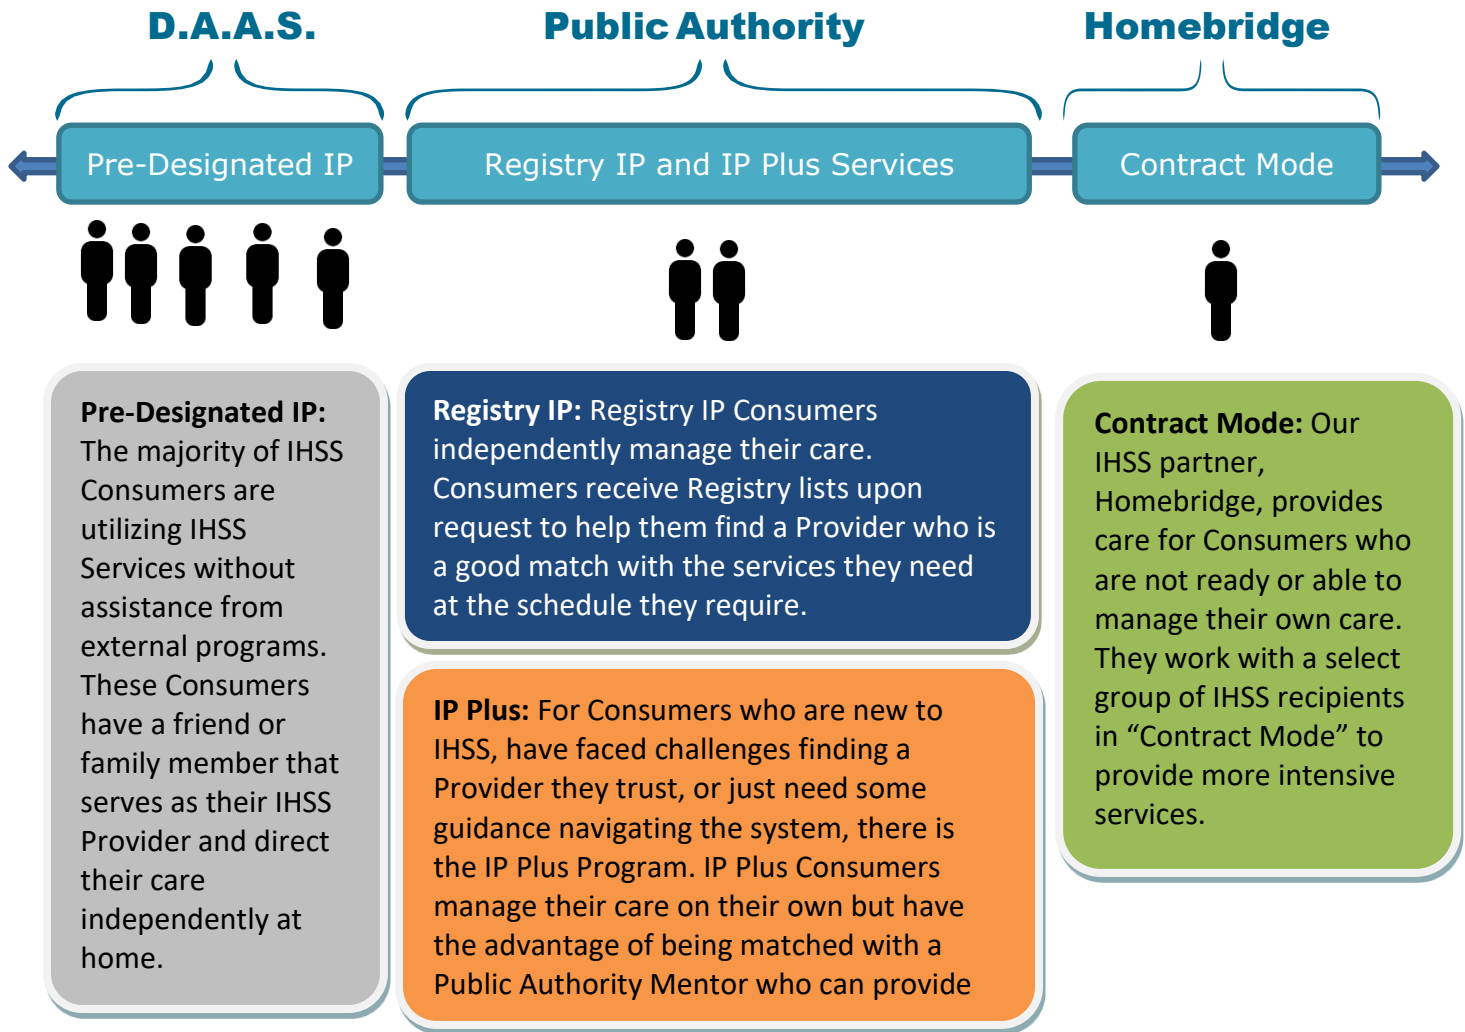 D.A.A.S.
Public Authority
Homebridge
Pre-Designated IP
Registry IP and IP Plus Services
Contract Mode
Pre-Designated IP:
The majority of IHSS
Consumers are
utilizing IHSS
Services without
assistance from
external programs.
These Consumers
have a friend or
family member that
serves as their IHSS
Provider and direct
their care
independently at
home.
Registry IP: Registry IP Consumers
independently manage their care.
Consumers receive Registry lists upon
request to help them find a Provider who is
a good match with the services they need
at the schedule they require.
IP Plus: For Consumers who are new to
IHSS, have faced challenges finding a
Provider they trust, or just need some
guidance navigating the system, there is
the IP Plus Program. IP Plus Consumers
manage their care on their own but have
the advantage of being matched with a
Public Authority Mentor who can provide
Contract Mode: Our
IHSS partner,
Homebridge, provides
care for Consumers who
are not ready or able to
manage their own care.
They work with a select
group of IHSS recipients
in “Contract Mode” to
provide more intensive
services.